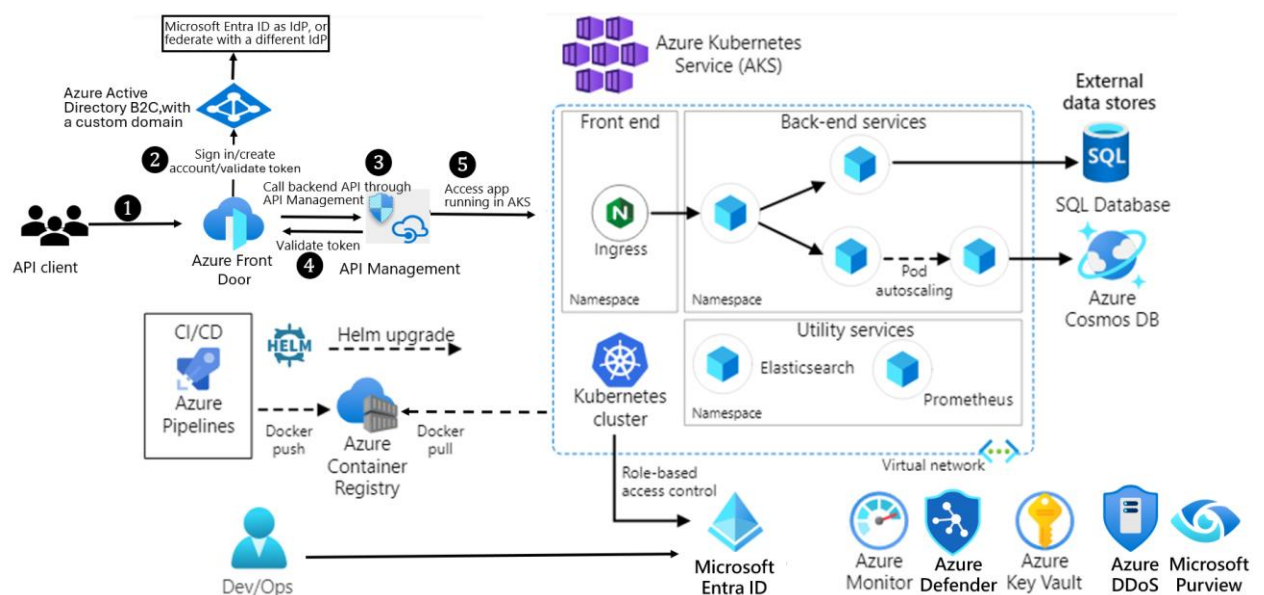 Microsoft Entra ID as IdP, or
federate with a different IdP
Azure Active
Directory B2C,with
a custom domain
2
Sign in/create
account/validate token
1
API client
Azure Front
Door
3
Call backend API through
API Management
Validate token
4
API Management
5
Access app
running in AKS
Azure Kubernetes
Service (AKS)
Front end
N
Ingress
Namespace
Back-end services
Pod
autoscaling
Namespace
Utility services
Elasticsearch
Prometheus
Namespace
Kubernetes
cluster
Virtual network
External
data stores
SQL
SQL Database
Azure
Cosmos DB
CI/CD
Azure
Pipelines
HELM
Helm upgrade
Docker
push
Azure
Container
Registry
Docker
pull
Role-based
access control
Dev/Ops
Microsoft
Entra ID
Azure
Monitor
Azure
Defender
Azure
Key Vault
Azure
DDoS
Microsoft
Purview